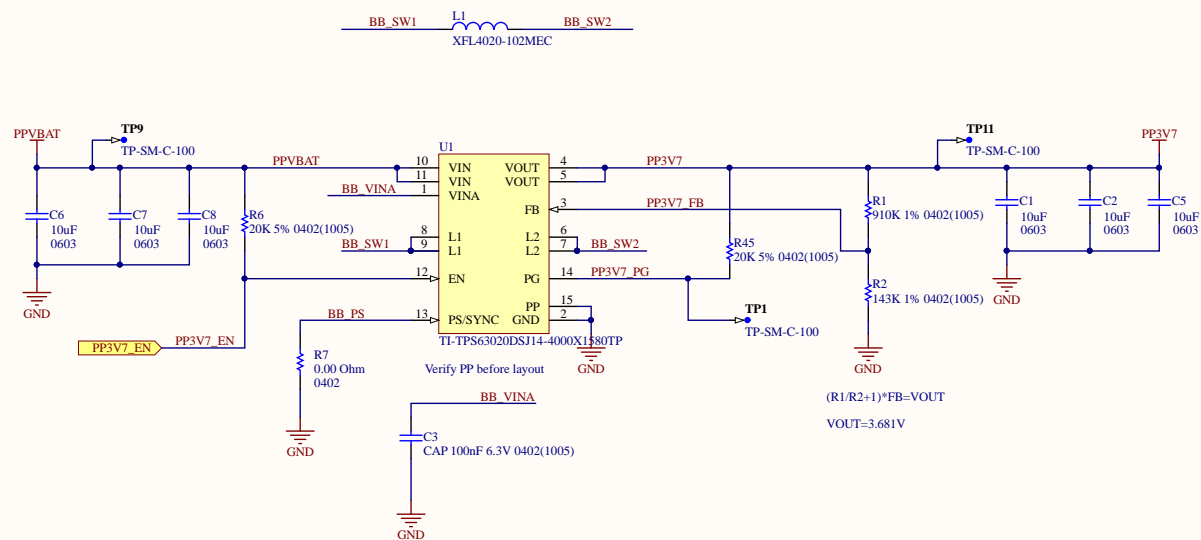 BB_SW1
L1
BB_SW2
XFL4020-102MEC
PPVBAT
TP9
TP-SM-C-100
PPVBAT
U1
PP3V7
TP11
TP-SM-C-100
PP3V7
10
VIN
VOUT
4
11
VIN
VOUT
5
BB_VINA
1
VINA
FB
3
PP3V7_FB
C6
10uF
0603
C7
10uF
0603
C8
10uF
0603
R6
20K 5% 0402(1005)
R1
910K 1% 0402(1005)
C1
10uF
0603
C2
10uF
0603
C5
10uF
0603
BB_SW1
8
L1
L2
6
9
L1
L2
7
BB_SW2
R45
20K 5% 0402(1005)
12
EN
PG
14
PP3V7_PG
R2
143K 1% 0402(1005)
GND
GND
PP
15
BB_PS
13
PS/SYNC
GND
2
TP1
TP-SM-C-100
PP3V7_EN
PP3V7_EN
TI-TPS63020DSJ14-4000X1580TP
R7
0.00 Ohm
0402
Verify PP before layout
GND
GND
BB_VINA
(R1/R2+1)*FB=VOUT
VOUT=3.681V
C3
CAP 100nF 6.3V 0402(1005)
GND
GND